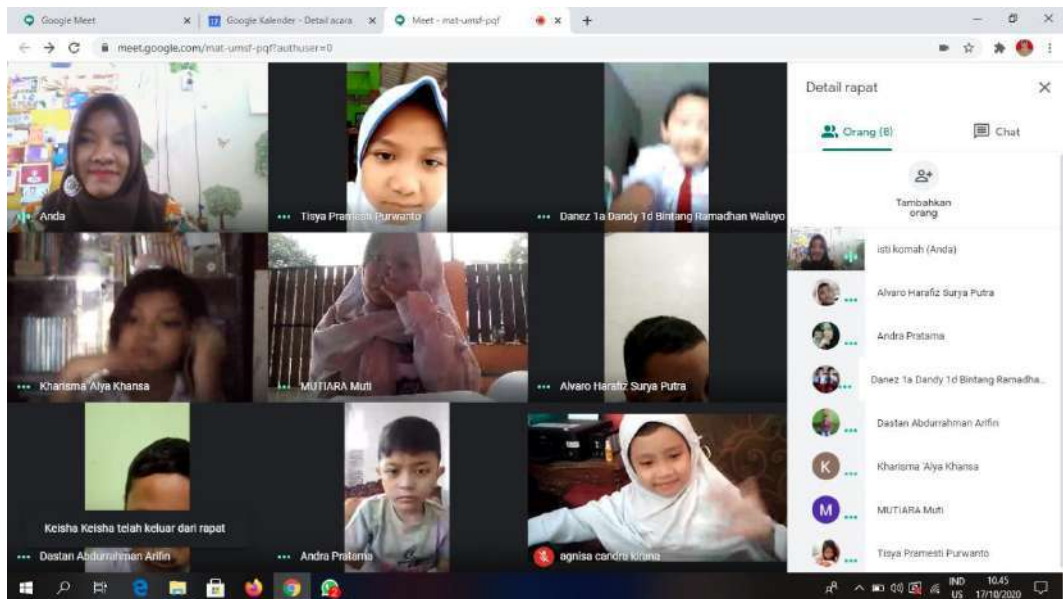 Google Meet
Google Kalender - Detail acara
Meet - mat-umsf-pqf
meet.google.com/mat-umsf-pqf?authuser=0
Anda
Tisya Pramesti Purwanto
Danez 1a Dandy 1d Bintang Ramadhan Waluyo
Kharisma 'Alya Khansa
MUTIARA Muti
Alvaro Harafiz Surya Putra
Keisha Keisha telah keluar dari rapat
Dastan Abdurrahman Arifin
Andra Pratama
agnisa candra kirana
Detail rapat
Orang (8)
Chat
Tambahkan
orang
isti komah (Anda)
Alvaro Harafiz Surya Putra
Andra Pratama
Danez 1a Dandy 1d Bintang Ramadha...
Dastan Abdurrahman Arifin
K
Kharisma 'Alya Khansa
M
MUTIARA Muti
Tisya Pramesti Purwanto
IND
US
10.45
17/10/2020